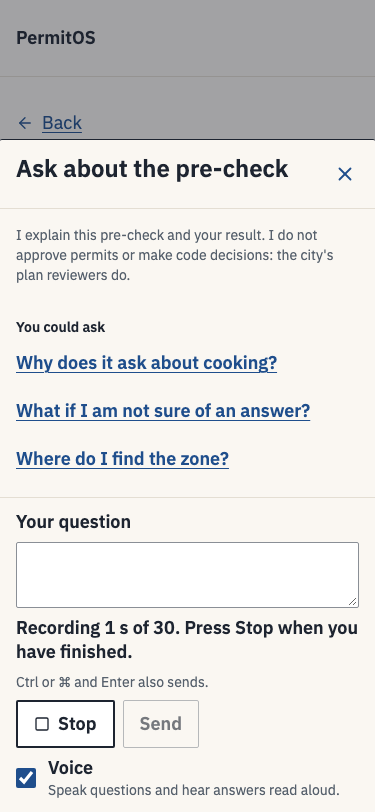 PermitOS
← Back
Ask about the pre-check
I explain this pre-check and your result. I do not
approve permits or make code decisions: the city's
plan reviewers do.
You could ask
Why does it ask about cooking?
What if I am not sure of an answer?
Where do I find the zone?
Your question
Recording 1 s of 30. Press Stop when you
have finished.
Ctrl or ⌘ and Enter also sends.
Stop
Send
Voice
Speak questions and hear answers read aloud.